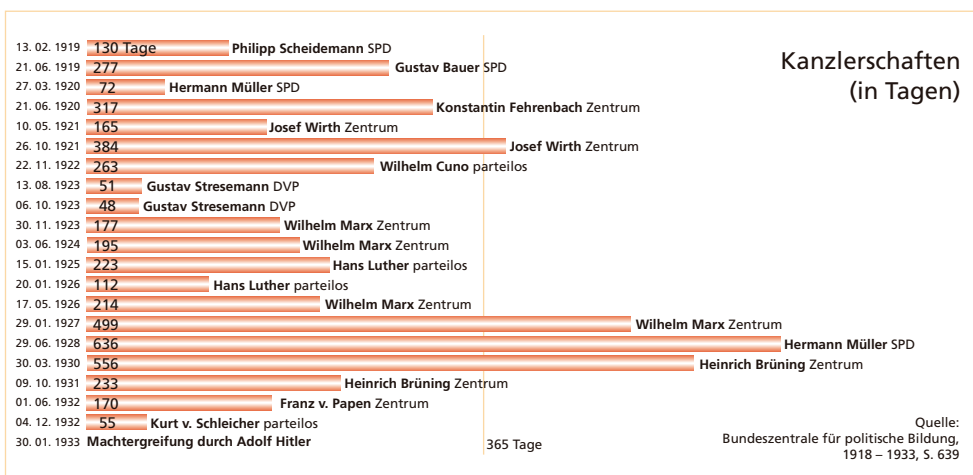 Kanzlerschaften
(in Tagen)
13. 02. 1919 130 Tage Philipp Scheidemann SPD
21. 06. 1919 277 Gustav Bauer SPD
27. 03. 1920 72 Hermann Müller SPD
21. 06. 1920 317 Konstantin Fehrenbach Zentrum
10. 05. 1921 165 Josef Wirth Zentrum
26. 10. 1921 384 Josef Wirth Zentrum
22. 11. 1922 263 Wilhelm Cuno parteilos
13. 08. 1923 51 Gustav Stresemann DVP
06. 10. 1923 48 Gustav Stresemann DVP
30. 11. 1923 177 Wilhelm Marx Zentrum
03. 06. 1924 195 Wilhelm Marx Zentrum
15. 01. 1925 223 Hans Luther parteilos
20. 01. 1926 112 Hans Luther parteilos
17. 05. 1926 214 Wilhelm Marx Zentrum
29. 01. 1927 499 Wilhelm Marx Zentrum
29. 06. 1928 636 Hermann Müller SPD
30. 03. 1930 556 Heinrich Brüning Zentrum
09. 10. 1931 233 Heinrich Brüning Zentrum
01. 06. 1932 170 Franz v. Papen Zentrum
04. 12. 1932 55 Kurt v. Schleicher parteilos
30. 01. 1933 Machtergreifung durch Adolf Hitler
365 Tage
Quelle:
Bundeszentrale für politische Bildung,
1918 – 1933, S. 639